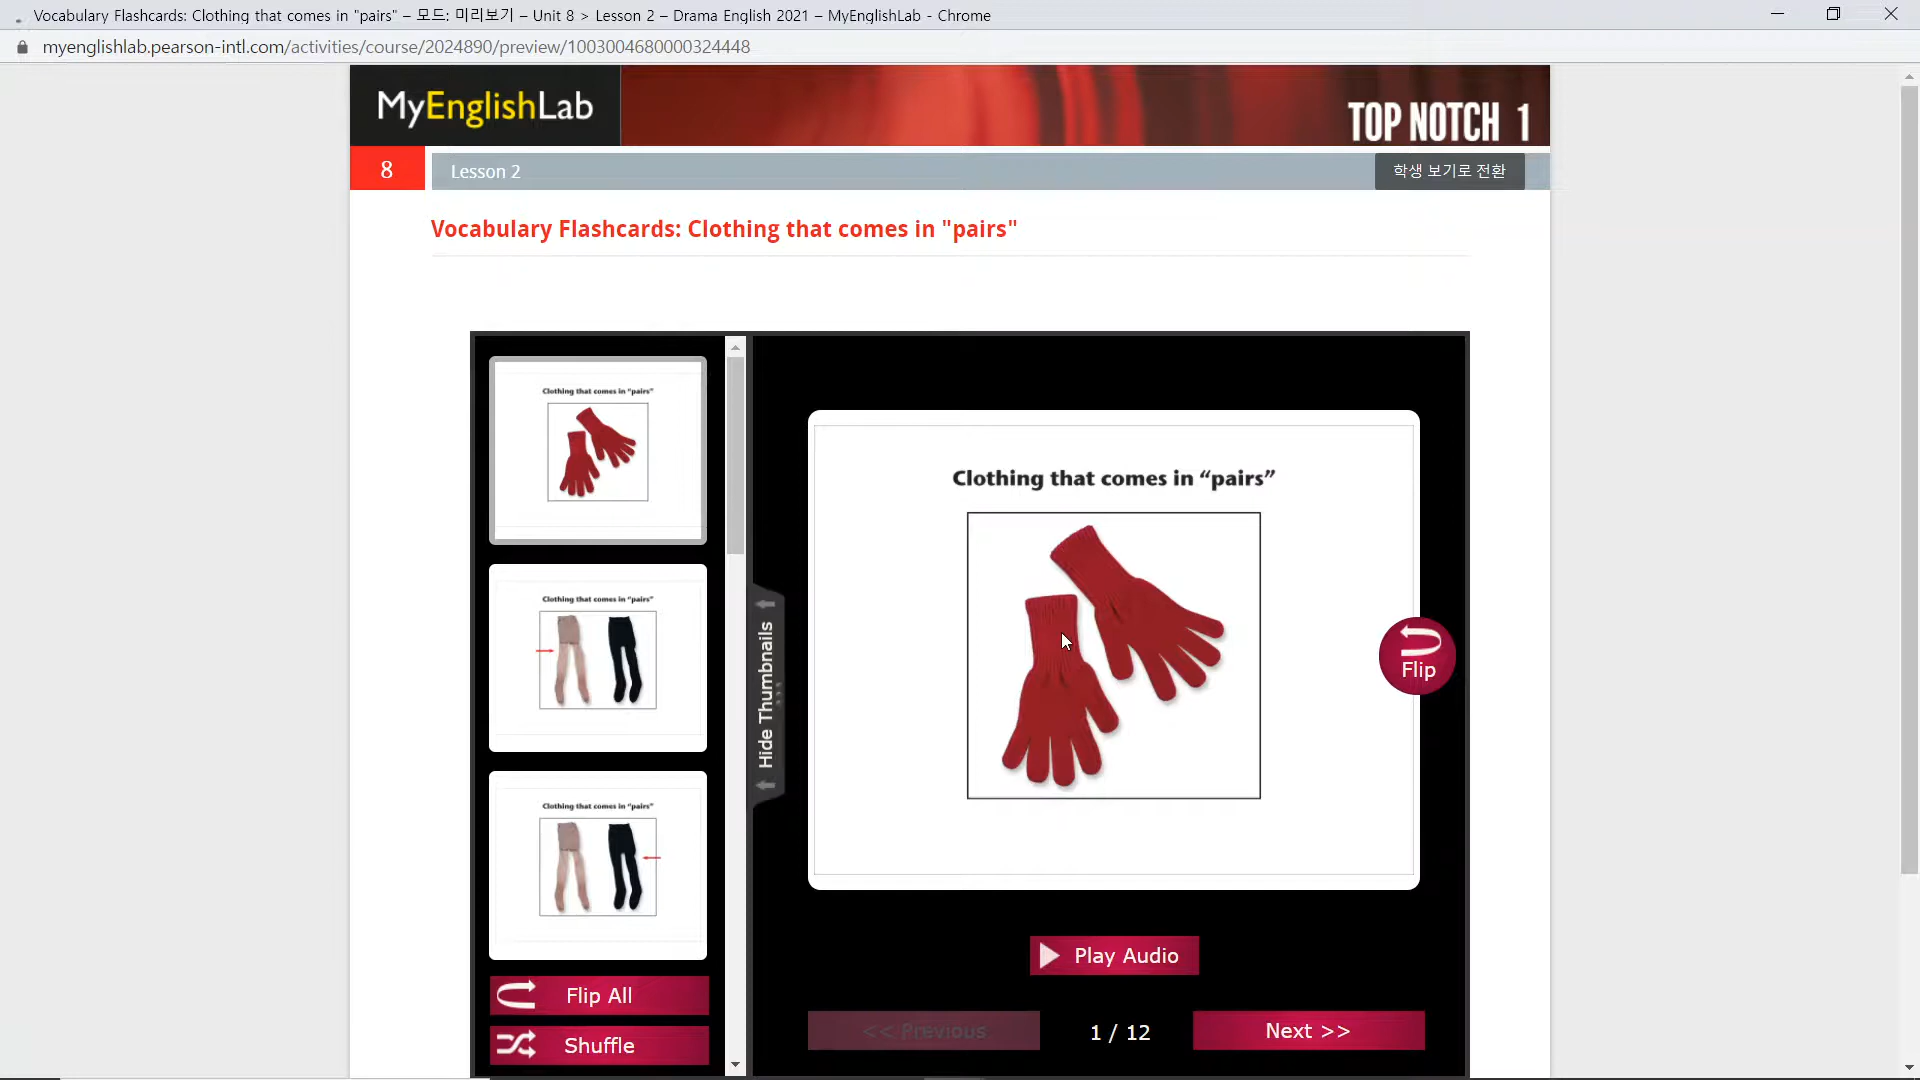 Vocabulary Flashcards: Clothing that comes in "pairs" – 모드: 미리보기 – Unit 8 > Lesson 2 – Drama English 2021 – MyEnglishLab - Chrome
myenglishlab.pearson-intl.com/activities/course/2024890/preview/1003004680000324448
MyEnglishLab
TOP NOTCH 1
8
Lesson 2
학생 보기로 전환
Vocabulary Flashcards: Clothing that comes in "pairs"
Clothing that comes in “pairs”
Clothing that comes in “pairs”
Clothing that comes in “pairs”
Flip All
Shuffle
Hide Thumbnails
Clothing that comes in “pairs”
Flip
Play Audio
<< Previous
1 / 12
Next >>